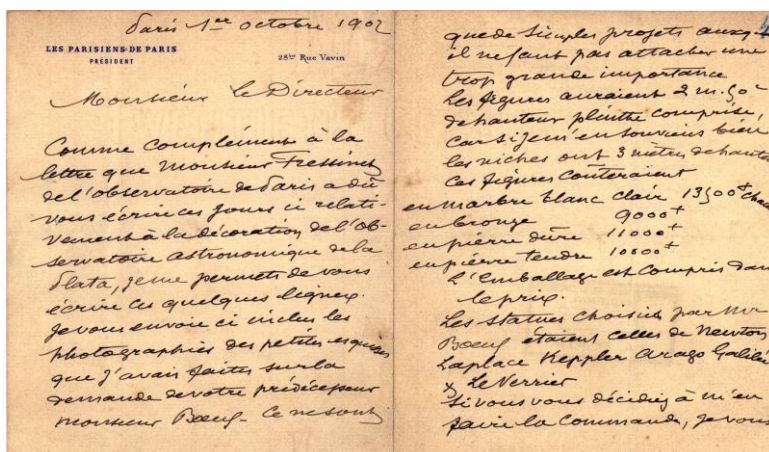 Paris 1er octobre 1902
LES PARISIENS DE PARIS
PRÉSIDENT
28bis Rue Vavin
Monsieur le Directeur
Comme complément à la
lettre que Monsieur Fressinet
de l'observatoire de Paris a dû
vous écrire ces jours ci relati-
vement à la décoration de l'ob-
servatoire astronomique de la
Plata, je me permets de vous
écrire ces quelques lignes.
Je vous envoie ci inclus les
photographies des petites esquisses
que j'avais faites sur la
demande de votre prédécesseur
Monsieur Boeuf - Ce ne sont
que de simples projets auxq
il ne faut pas attacher une
trop grande importance
Les figures auraient 2 m. 50
de hauteur plinthe comprise,
car si je m'en souviens bien
les niches ont 3 mètres de haute
Ces figures couteraient
en marbre blanc clair 13500f chac
en bronze 9000f
en pierre dure 11000f
en pierre tendre 10000f
L'Emballage est compris dans
le prix.
Les statues choisies par Mr
Boeuf étaient celles de Newton
Laplace Keppler Arago Galilée
& Le Verrier
Si vous vous décidiez à m'en
faire la commande, je vous